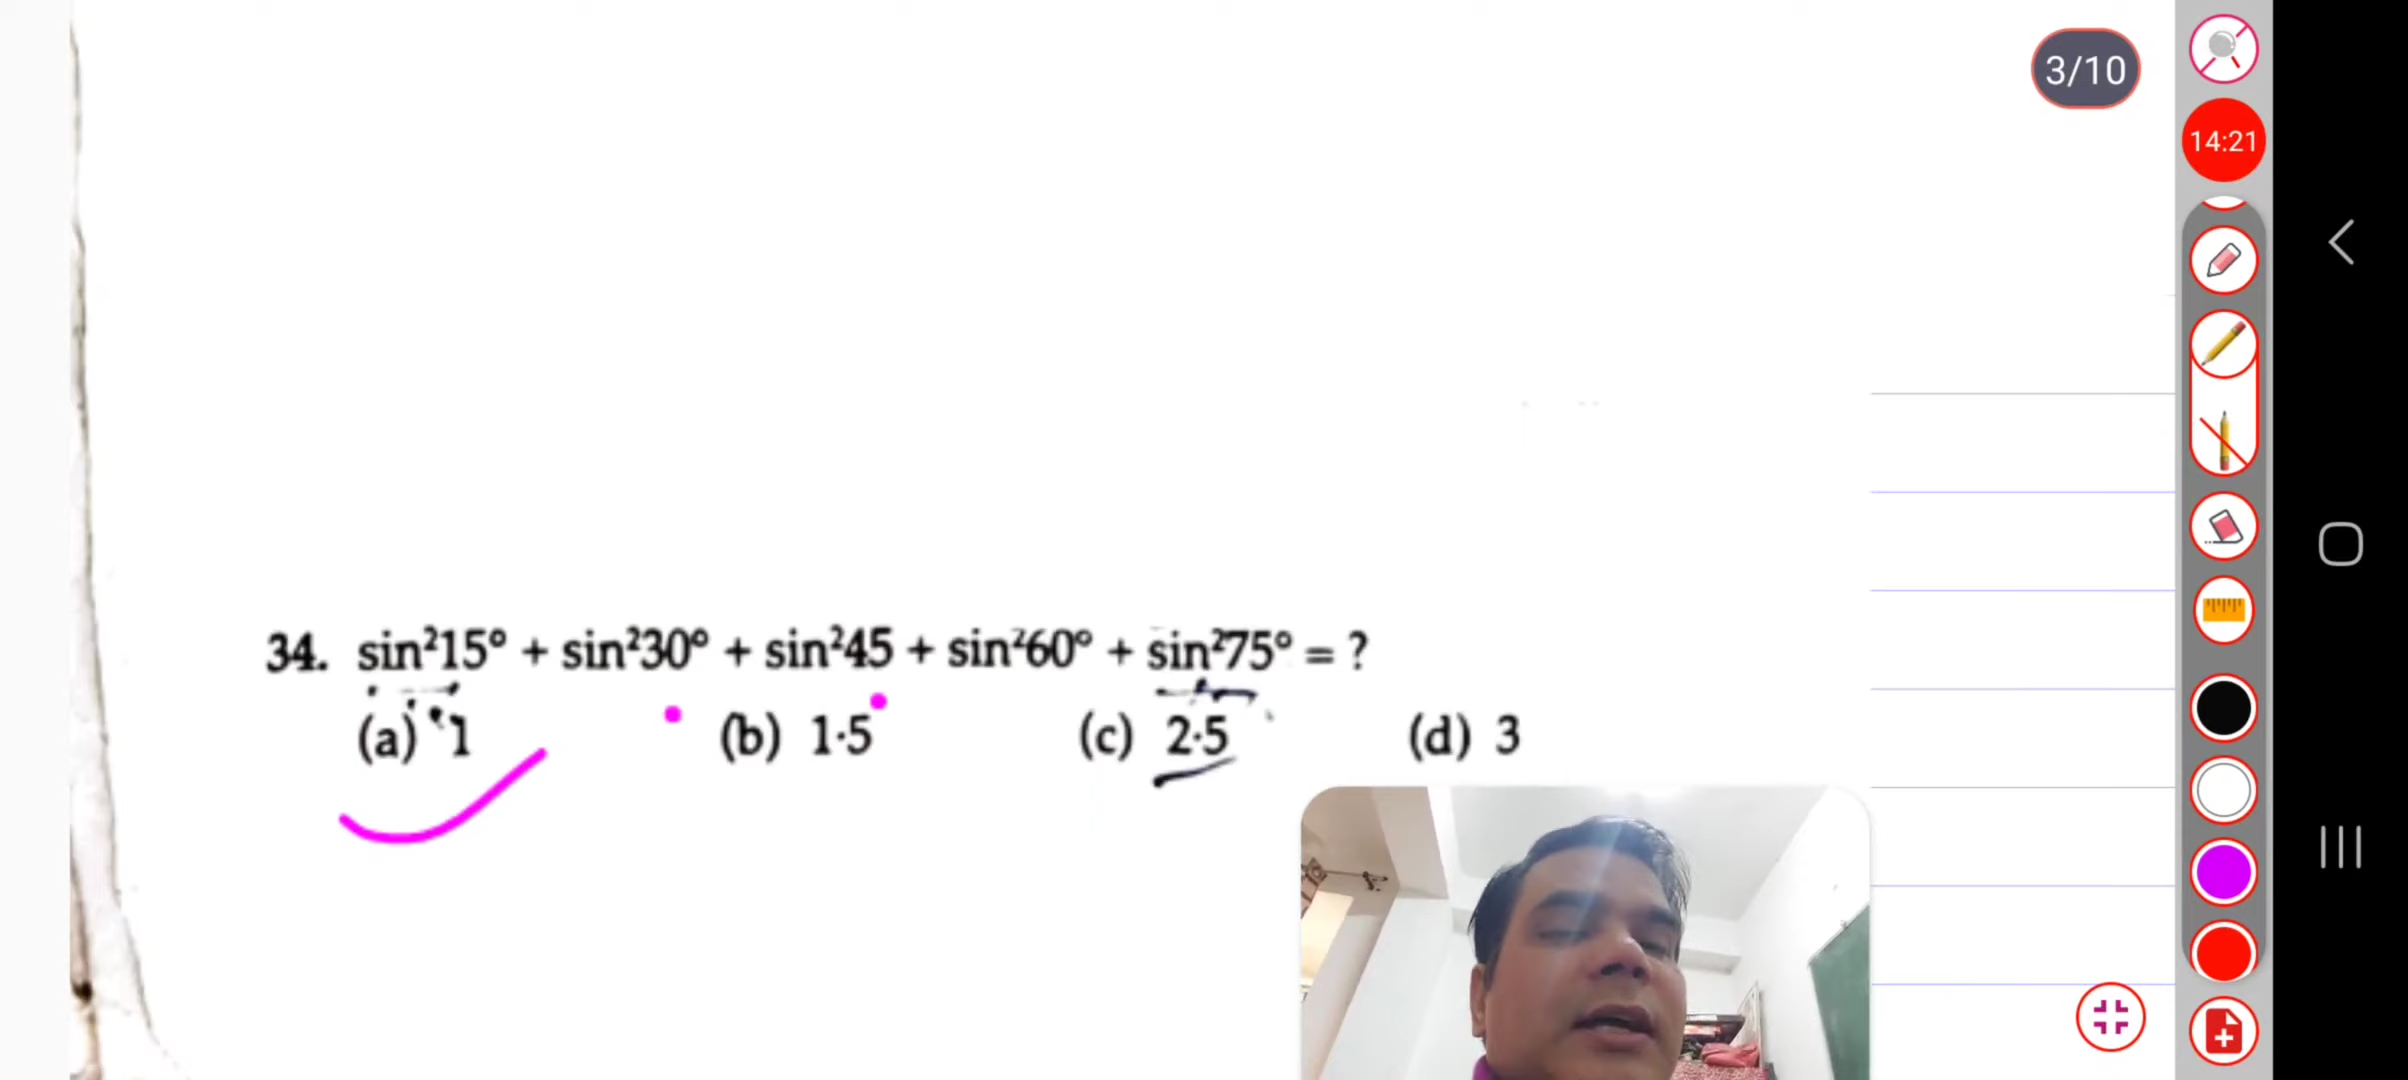 3/10
14:21
34. sin²15° + sin²30° + sin²45 + sin²60° + sin²75° = ?
(a) 1 (b) 1·5 (c) 2·5 (d) 3